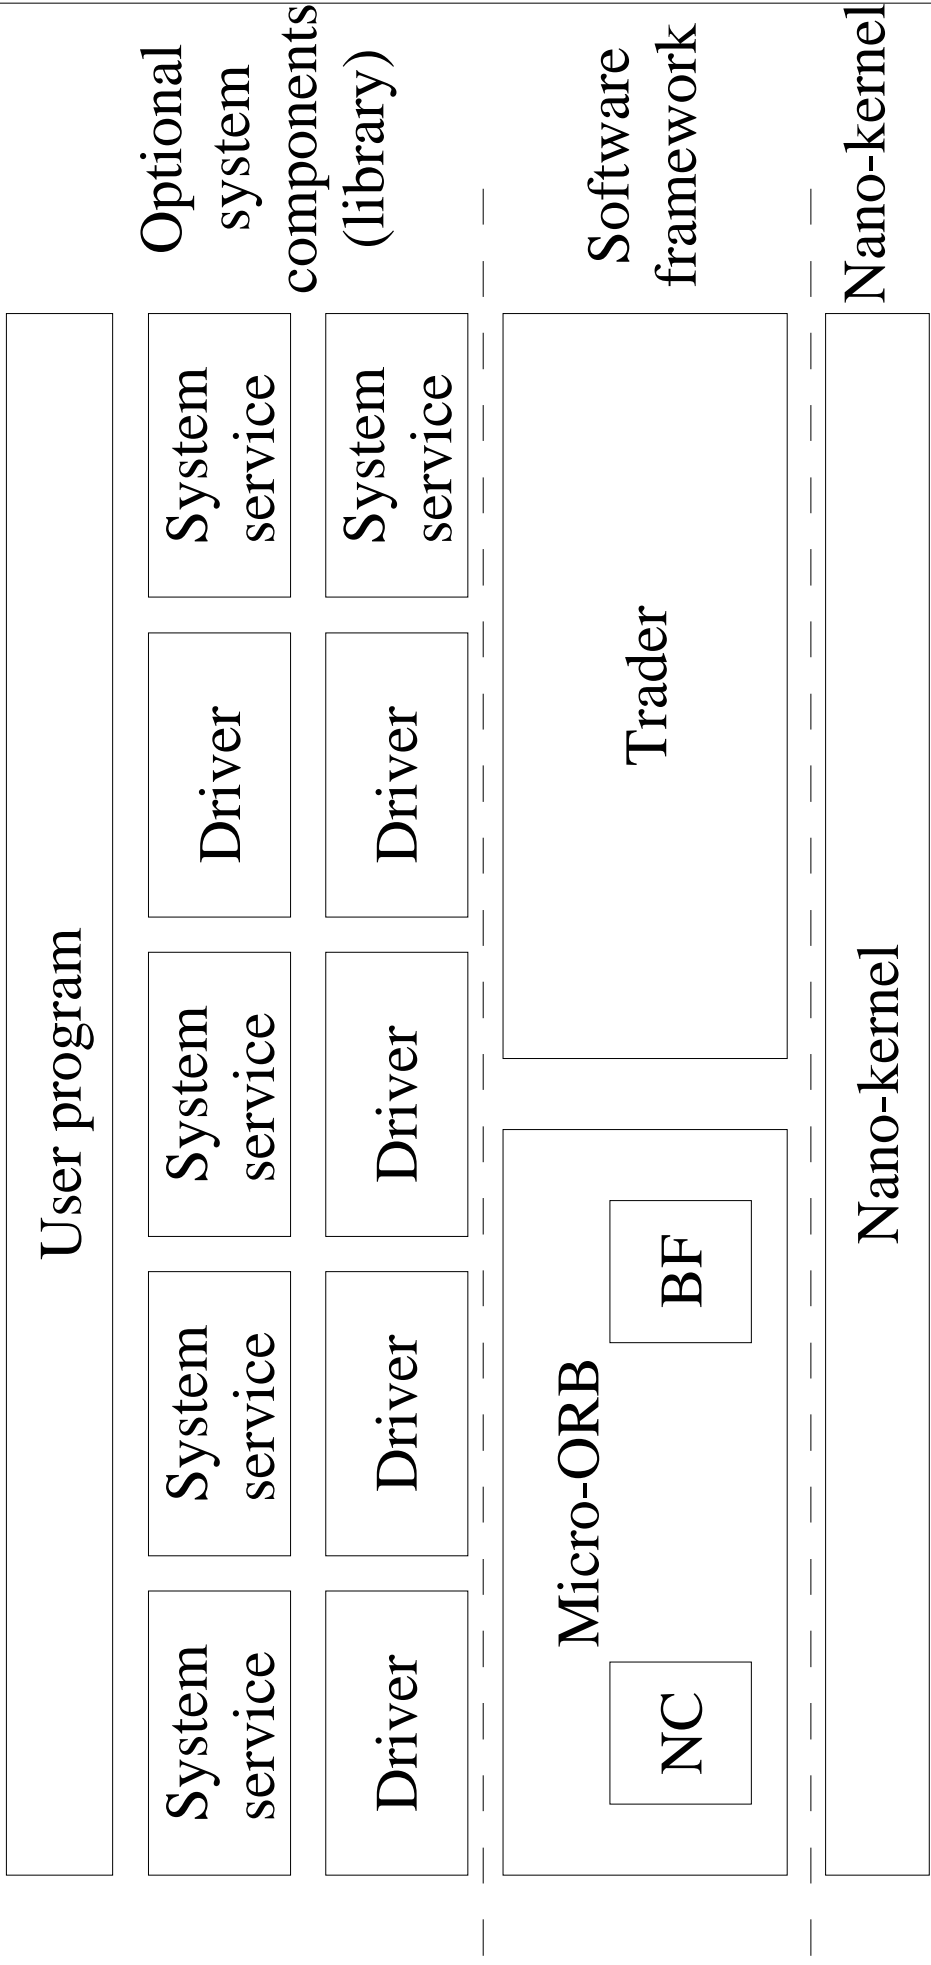 User program
System
service
System
service
System
service
Driver
System
service
Driver
Driver
Driver
Driver
System
service
Optional
system
components
(library)
Micro-ORB
NC
BF
Trader
Software
framework
Nano-kernel
Nano-kernel